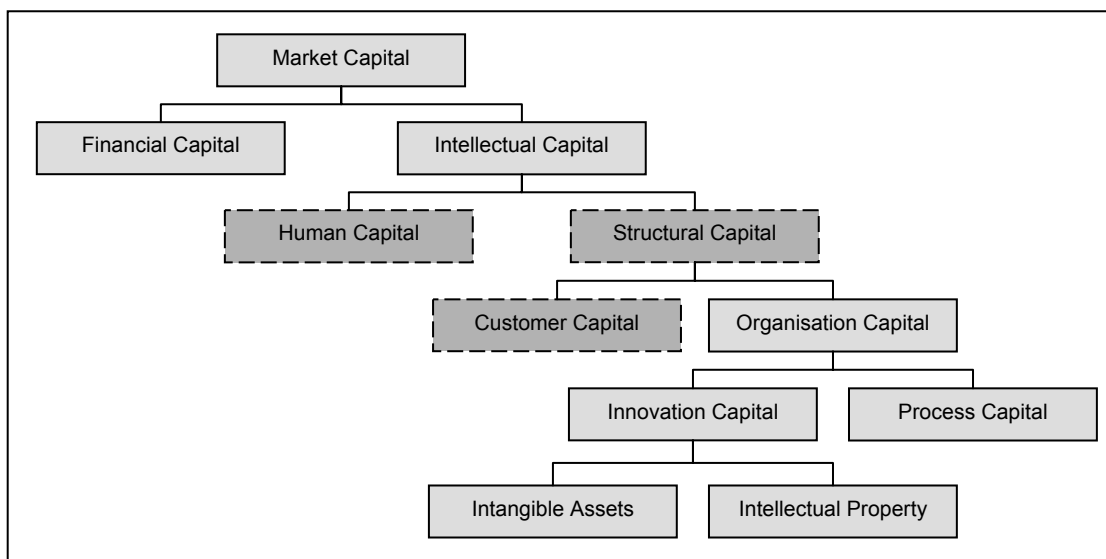 Market Capital
Financial Capital
Intellectual Capital
Human Capital
Structural Capital
Customer Capital
Organisation Capital
Innovation Capital
Process Capital
Intangible Assets
Intellectual Property